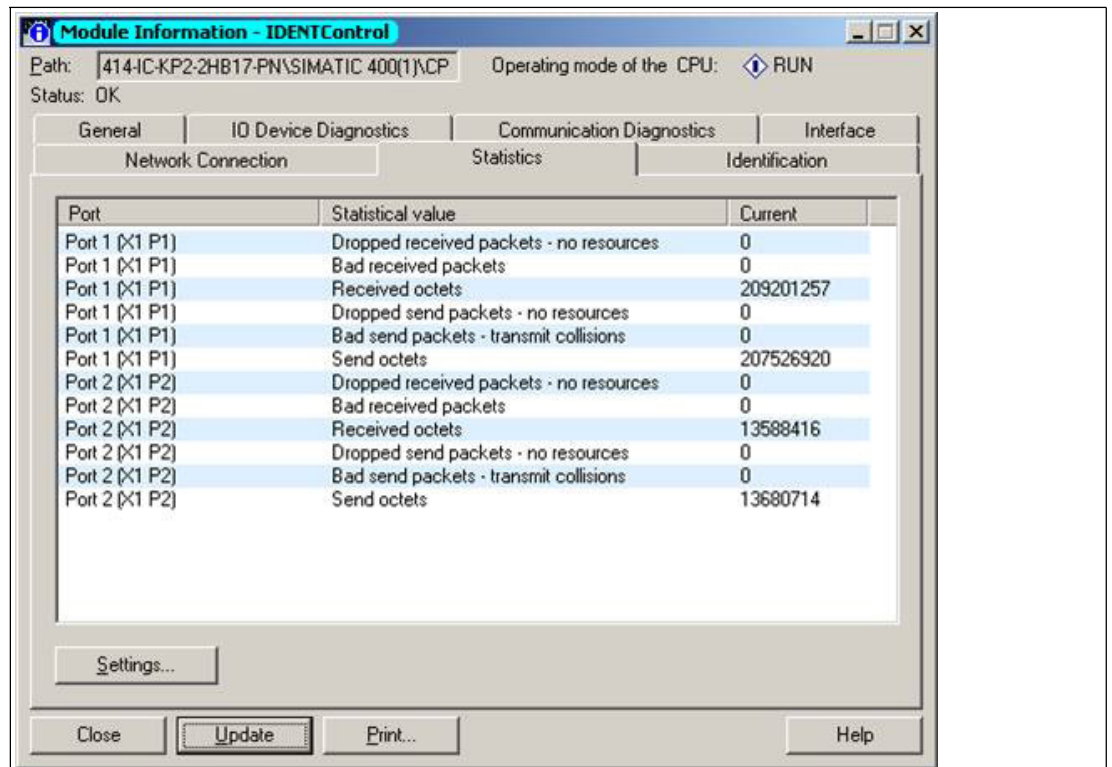 Module Information - IDENTControl
Path: 414-IC-KP2-2HB17-PN\SIMATIC 400(1)\CP Operating mode of the CPU: RUN
Status: OK
General IO Device Diagnostics Communication Diagnostics Interface
Network Connection Statistics Identification
Port Statistical value Current
Port 1 (X1 P1) Dropped received packets - no resources 0
Port 1 (X1 P1) Bad received packets 0
Port 1 (X1 P1) Received octets 209201257
Port 1 (X1 P1) Dropped send packets - no resources 0
Port 1 (X1 P1) Bad send packets - transmit collisions 0
Port 1 (X1 P1) Send octets 207526920
Port 2 (X1 P2) Dropped received packets - no resources 0
Port 2 (X1 P2) Bad received packets 0
Port 2 (X1 P2) Received octets 13588416
Port 2 (X1 P2) Dropped send packets - no resources 0
Port 2 (X1 P2) Bad send packets - transmit collisions 0
Port 2 (X1 P2) Send octets 13680714
Settings...
Close Update Print... Help